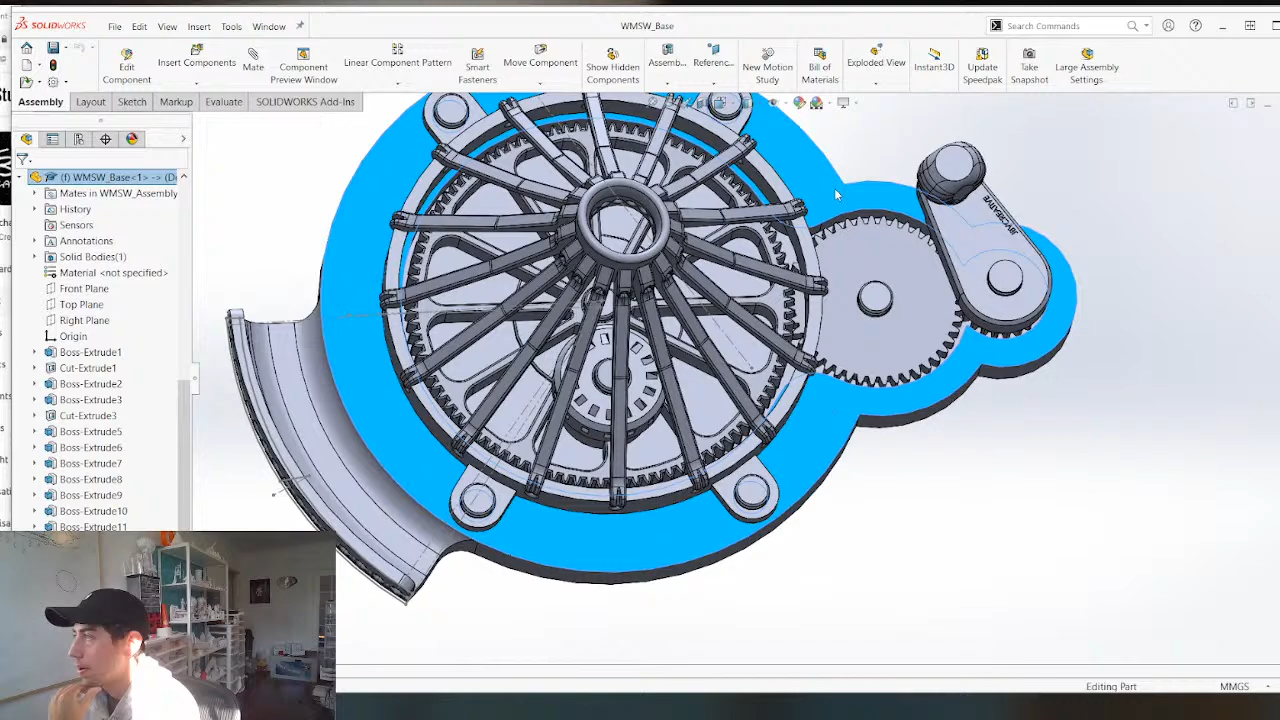 SOLIDWORKS File Edit View Insert Tools Window WMSW_Base Search Commands
Edit Component Insert Components Mate Component Preview Window Linear Component Pattern Smart Fasteners Move Component Show Hidden Components Assemb... Referenc... New Motion Study Bill of Materials Exploded View Instant3D Update Speedpak Take Snapshot Large Assembly Settings
Assembly Layout Sketch Markup Evaluate SOLIDWORKS Add-Ins
(f) WMSW_Base<1> -> (De
Mates in WMSW_Assembly
History
Sensors
Annotations
Solid Bodies(1)
Material <not specified>
Front Plane
Top Plane
Right Plane
Origin
Boss-Extrude1
Cut-Extrude1
Boss-Extrude2
Boss-Extrude3
Cut-Extrude3
Boss-Extrude5
Boss-Extrude6
Boss-Extrude7
Boss-Extrude8
Boss-Extrude9
Boss-Extrude10
Boss-Extrude11
Editing Part MMGS